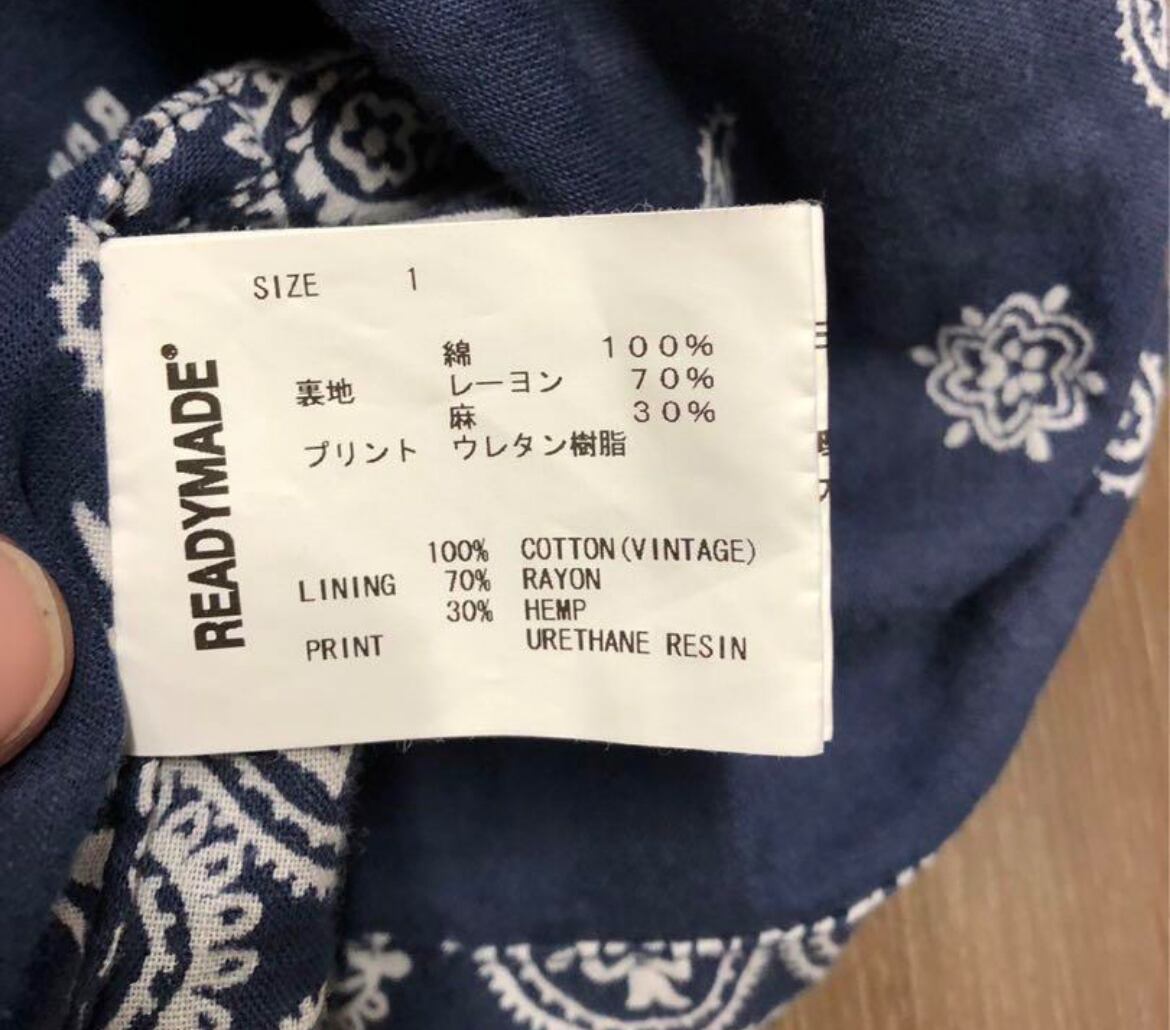 SIZE 1
READYMADE®
綿 100%
裏地 レーヨン 70%
麻 30%
プリント ウレタン樹脂
100% COTTON(VINTAGE)
LINING 70% RAYON
30% HEMP
PRINT URETHANE RESIN